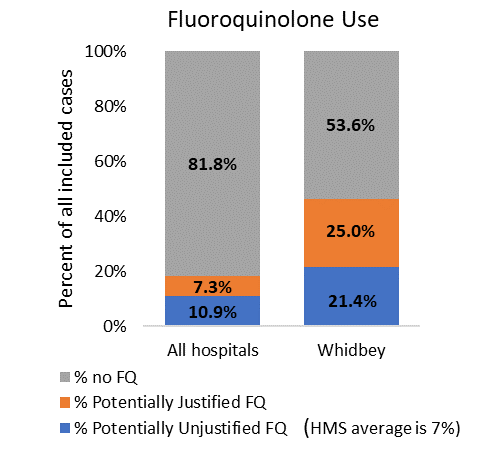 Fluoroquinolone Use
Percent of all included cases
100%
80%
60%
40%
20%
0%
81.8%
7.3%
10.9%
53.6%
25.0%
21.4%
All hospitals Whidbey
% no FQ
% Potentially Justified FQ
% Potentially Unjustified FQ (HMS average is 7%)